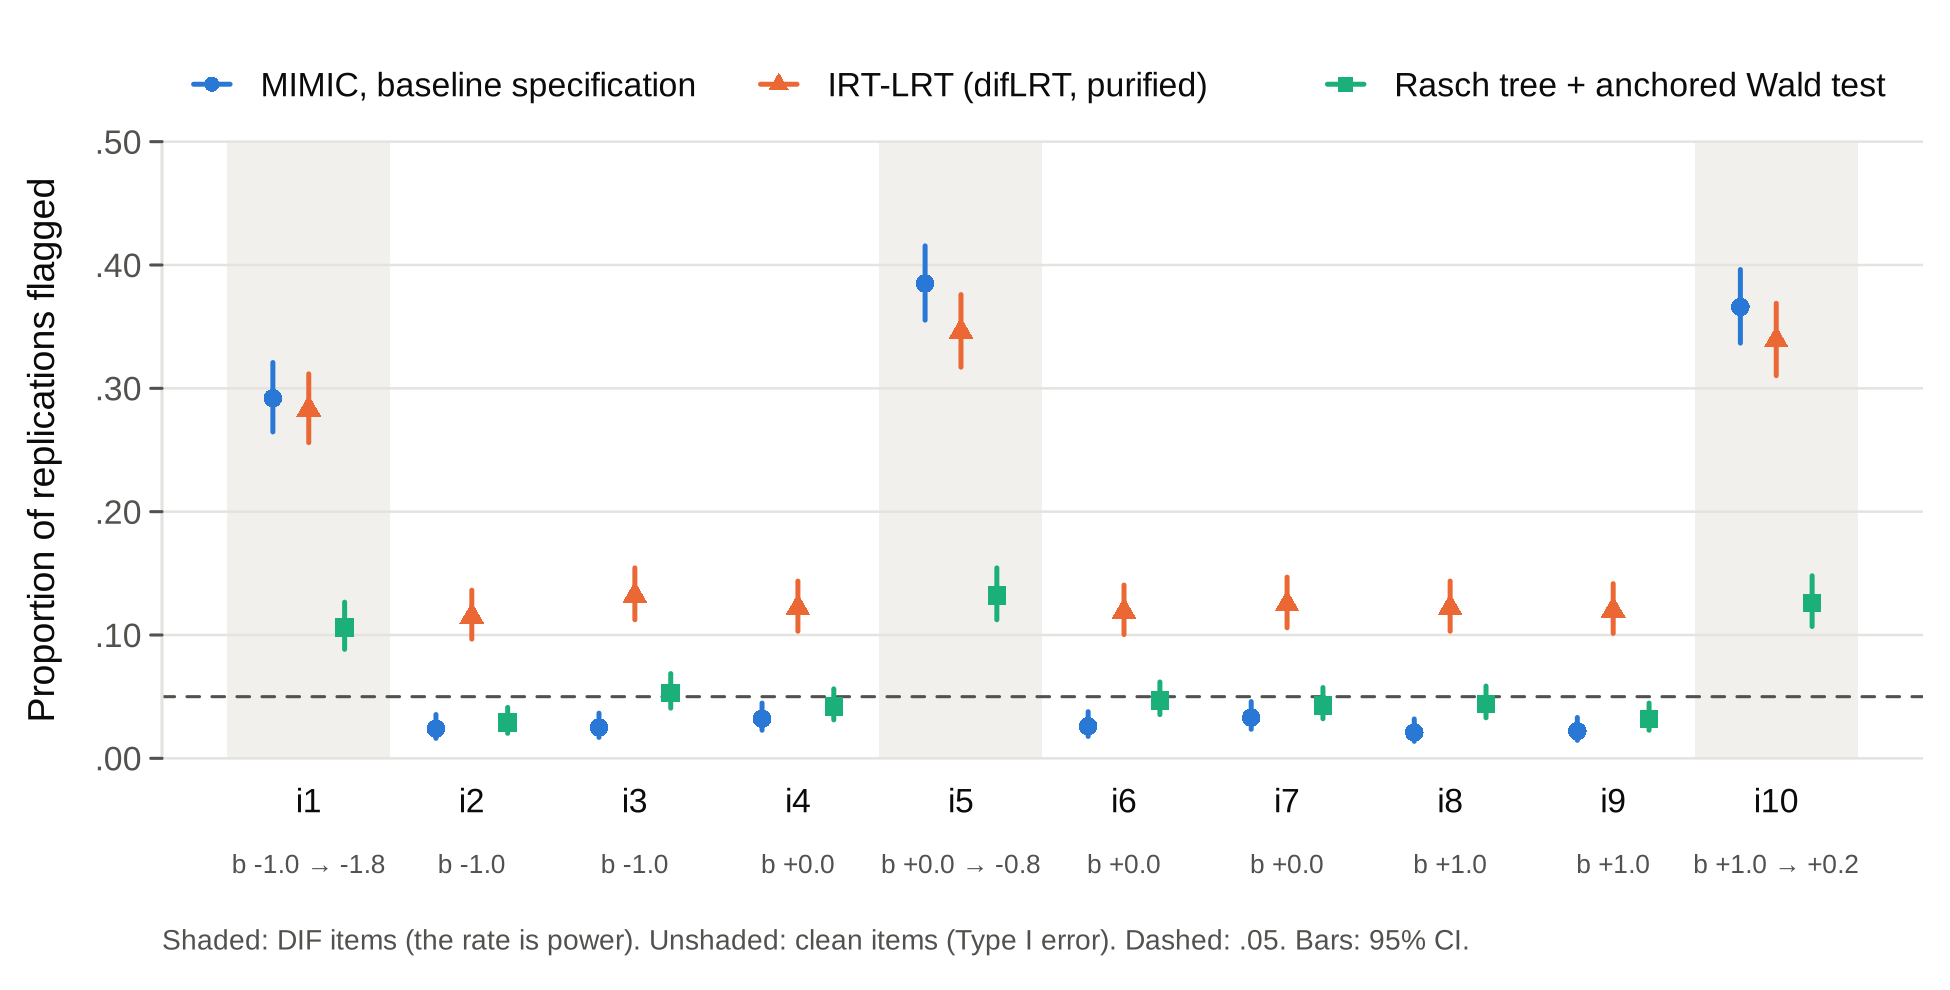 MIMIC, baseline specification IRT-LRT (difLRT, purified) Rasch tree + anchored Wald test
Proportion of replications flagged
.50
.40
.30
.20
.10
.00
i1 i2 i3 i4 i5 i6 i7 i8 i9 i10
b -1.0 → -1.8 b -1.0 b -1.0 b +0.0 b +0.0 → -0.8 b +0.0 b +0.0 b +1.0 b +1.0 b +1.0 → +0.2
Shaded: DIF items (the rate is power). Unshaded: clean items (Type I error). Dashed: .05. Bars: 95% CI.